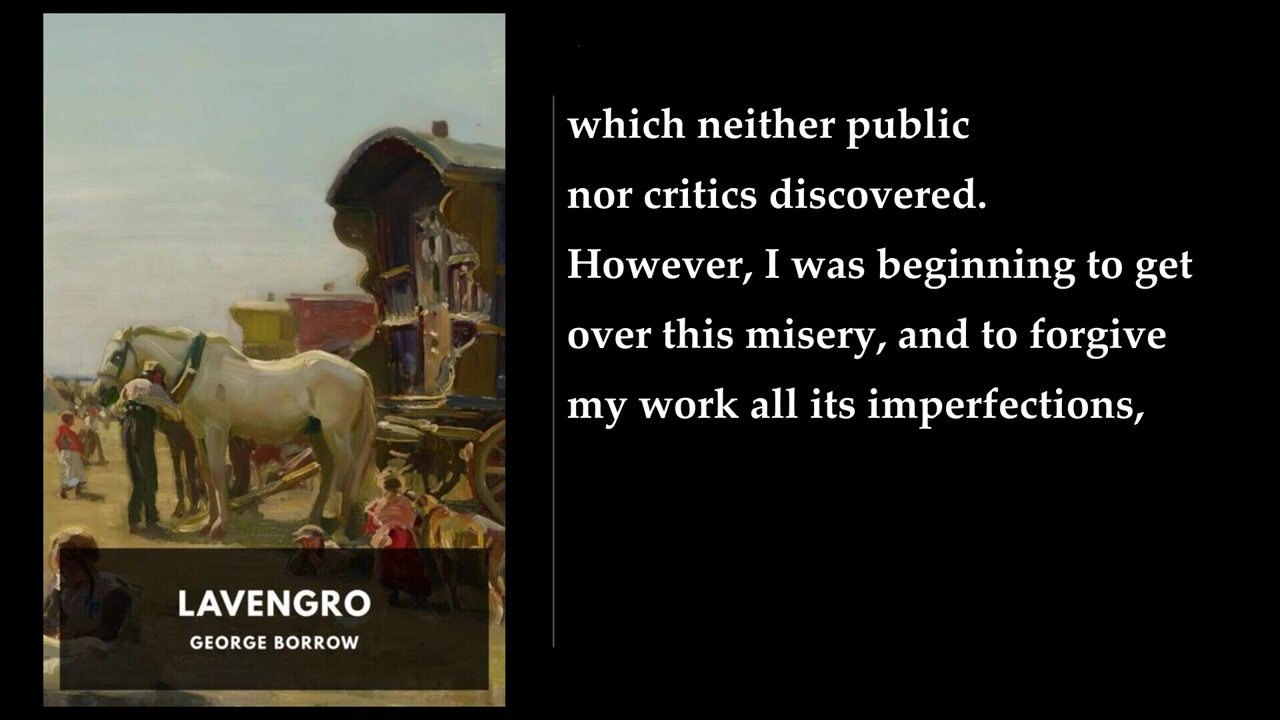 LAVENGRO
GEORGE BORROW
which neither public
nor critics discovered.
However, I was beginning to get
over this misery, and to forgive
my work all its imperfections,